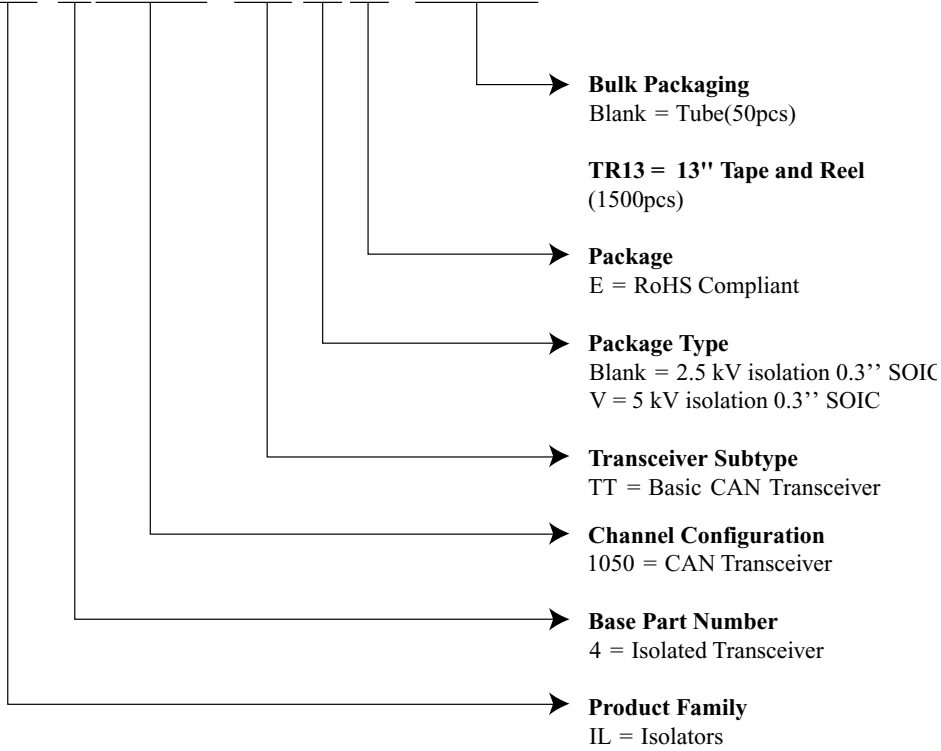 Bulk Packaging
Blank = Tube(50pcs)
TR13 = 13'' Tape and Reel
(1500pcs)
Package
E = RoHS Compliant
Package Type
Blank = 2.5 kV isolation 0.3’’ SOIC
V = 5 kV isolation 0.3’’ SOIC
Transceiver Subtype
TT = Basic CAN Transceiver
Channel Configuration
1050 = CAN Transceiver
Base Part Number
4 = Isolated Transceiver
Product Family
IL = Isolators